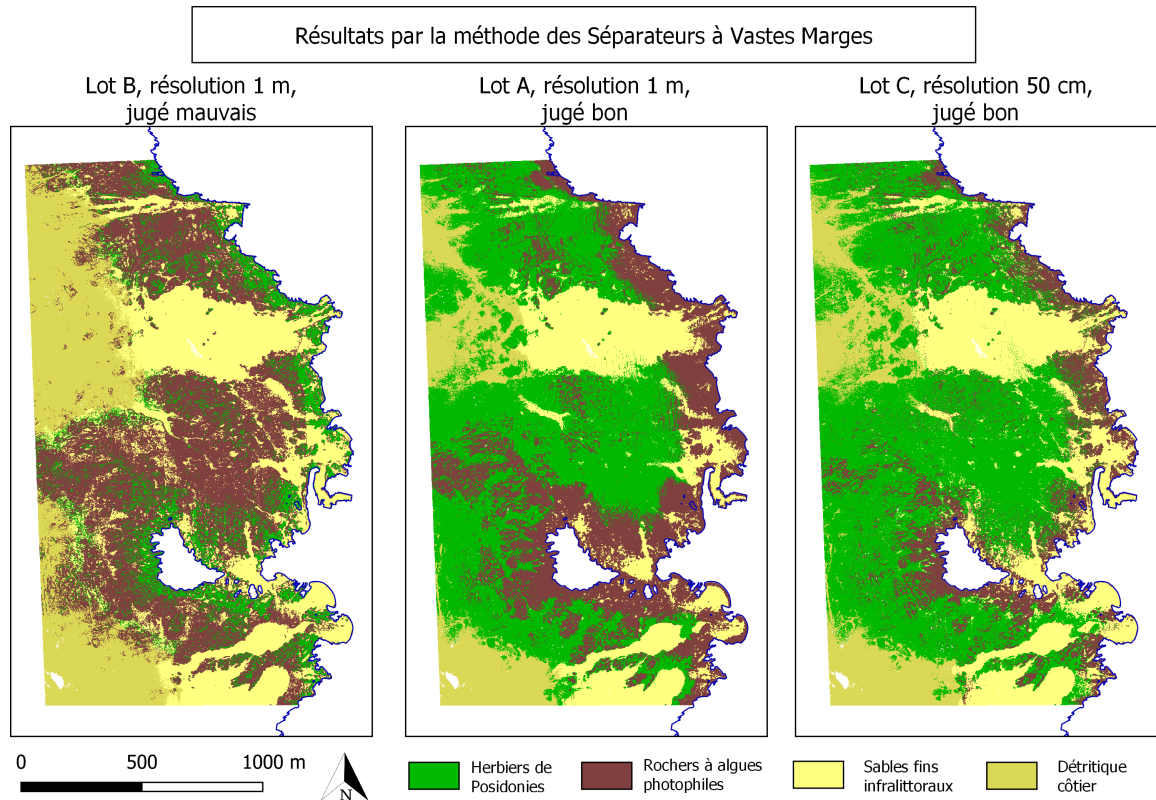 Résultats par la méthode des Séparateurs à Vastes Marges
Lot B, résolution 1 m,
jugé mauvais
Lot A, résolution 1 m,
jugé bon
Lot C, résolution 50 cm,
jugé bon
0 500 1000 m
N
Herbiers de
Posidonies
Rochers à algues
photophiles
Sables fins
infralittoraux
Détritique
côtier